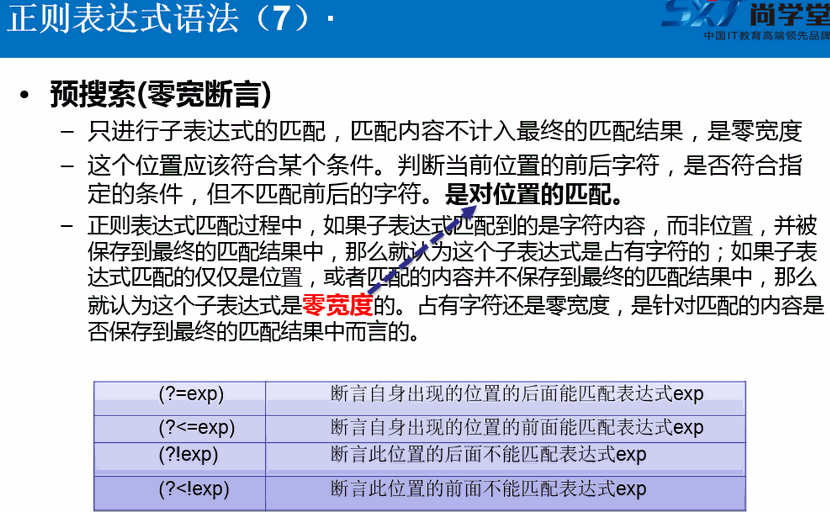 正则表达式语法（7）·
SXT 尚学堂
中国IT教育高端领先品牌
• 预搜索(零宽断言)
– 只进行子表达式的匹配，匹配内容不计入最终的匹配结果，是零宽度
– 这个位置应该符合某个条件。判断当前位置的前后字符，是否符合指
定的条件，但不匹配前后的字符。是对位置的匹配。
– 正则表达式匹配过程中，如果子表达式匹配到的是字符内容，而非位置，并被
保存到最终的匹配结果中，那么就认为这个子表达式是占有字符的；如果子表
达式匹配的仅仅是位置，或者匹配的内容并不保存到最终的匹配结果中，那么
就认为这个子表达式是零宽度的。占有字符还是零宽度，是针对匹配的内容是
否保存到最终的匹配结果中而言的。
(?=exp) 断言自身出现的位置的后面能匹配表达式exp
(?<=exp) 断言自身出现的位置的前面能匹配表达式exp
(?!exp) 断言此位置的后面不能匹配表达式exp
(?<!exp) 断言此位置的前面不能匹配表达式exp